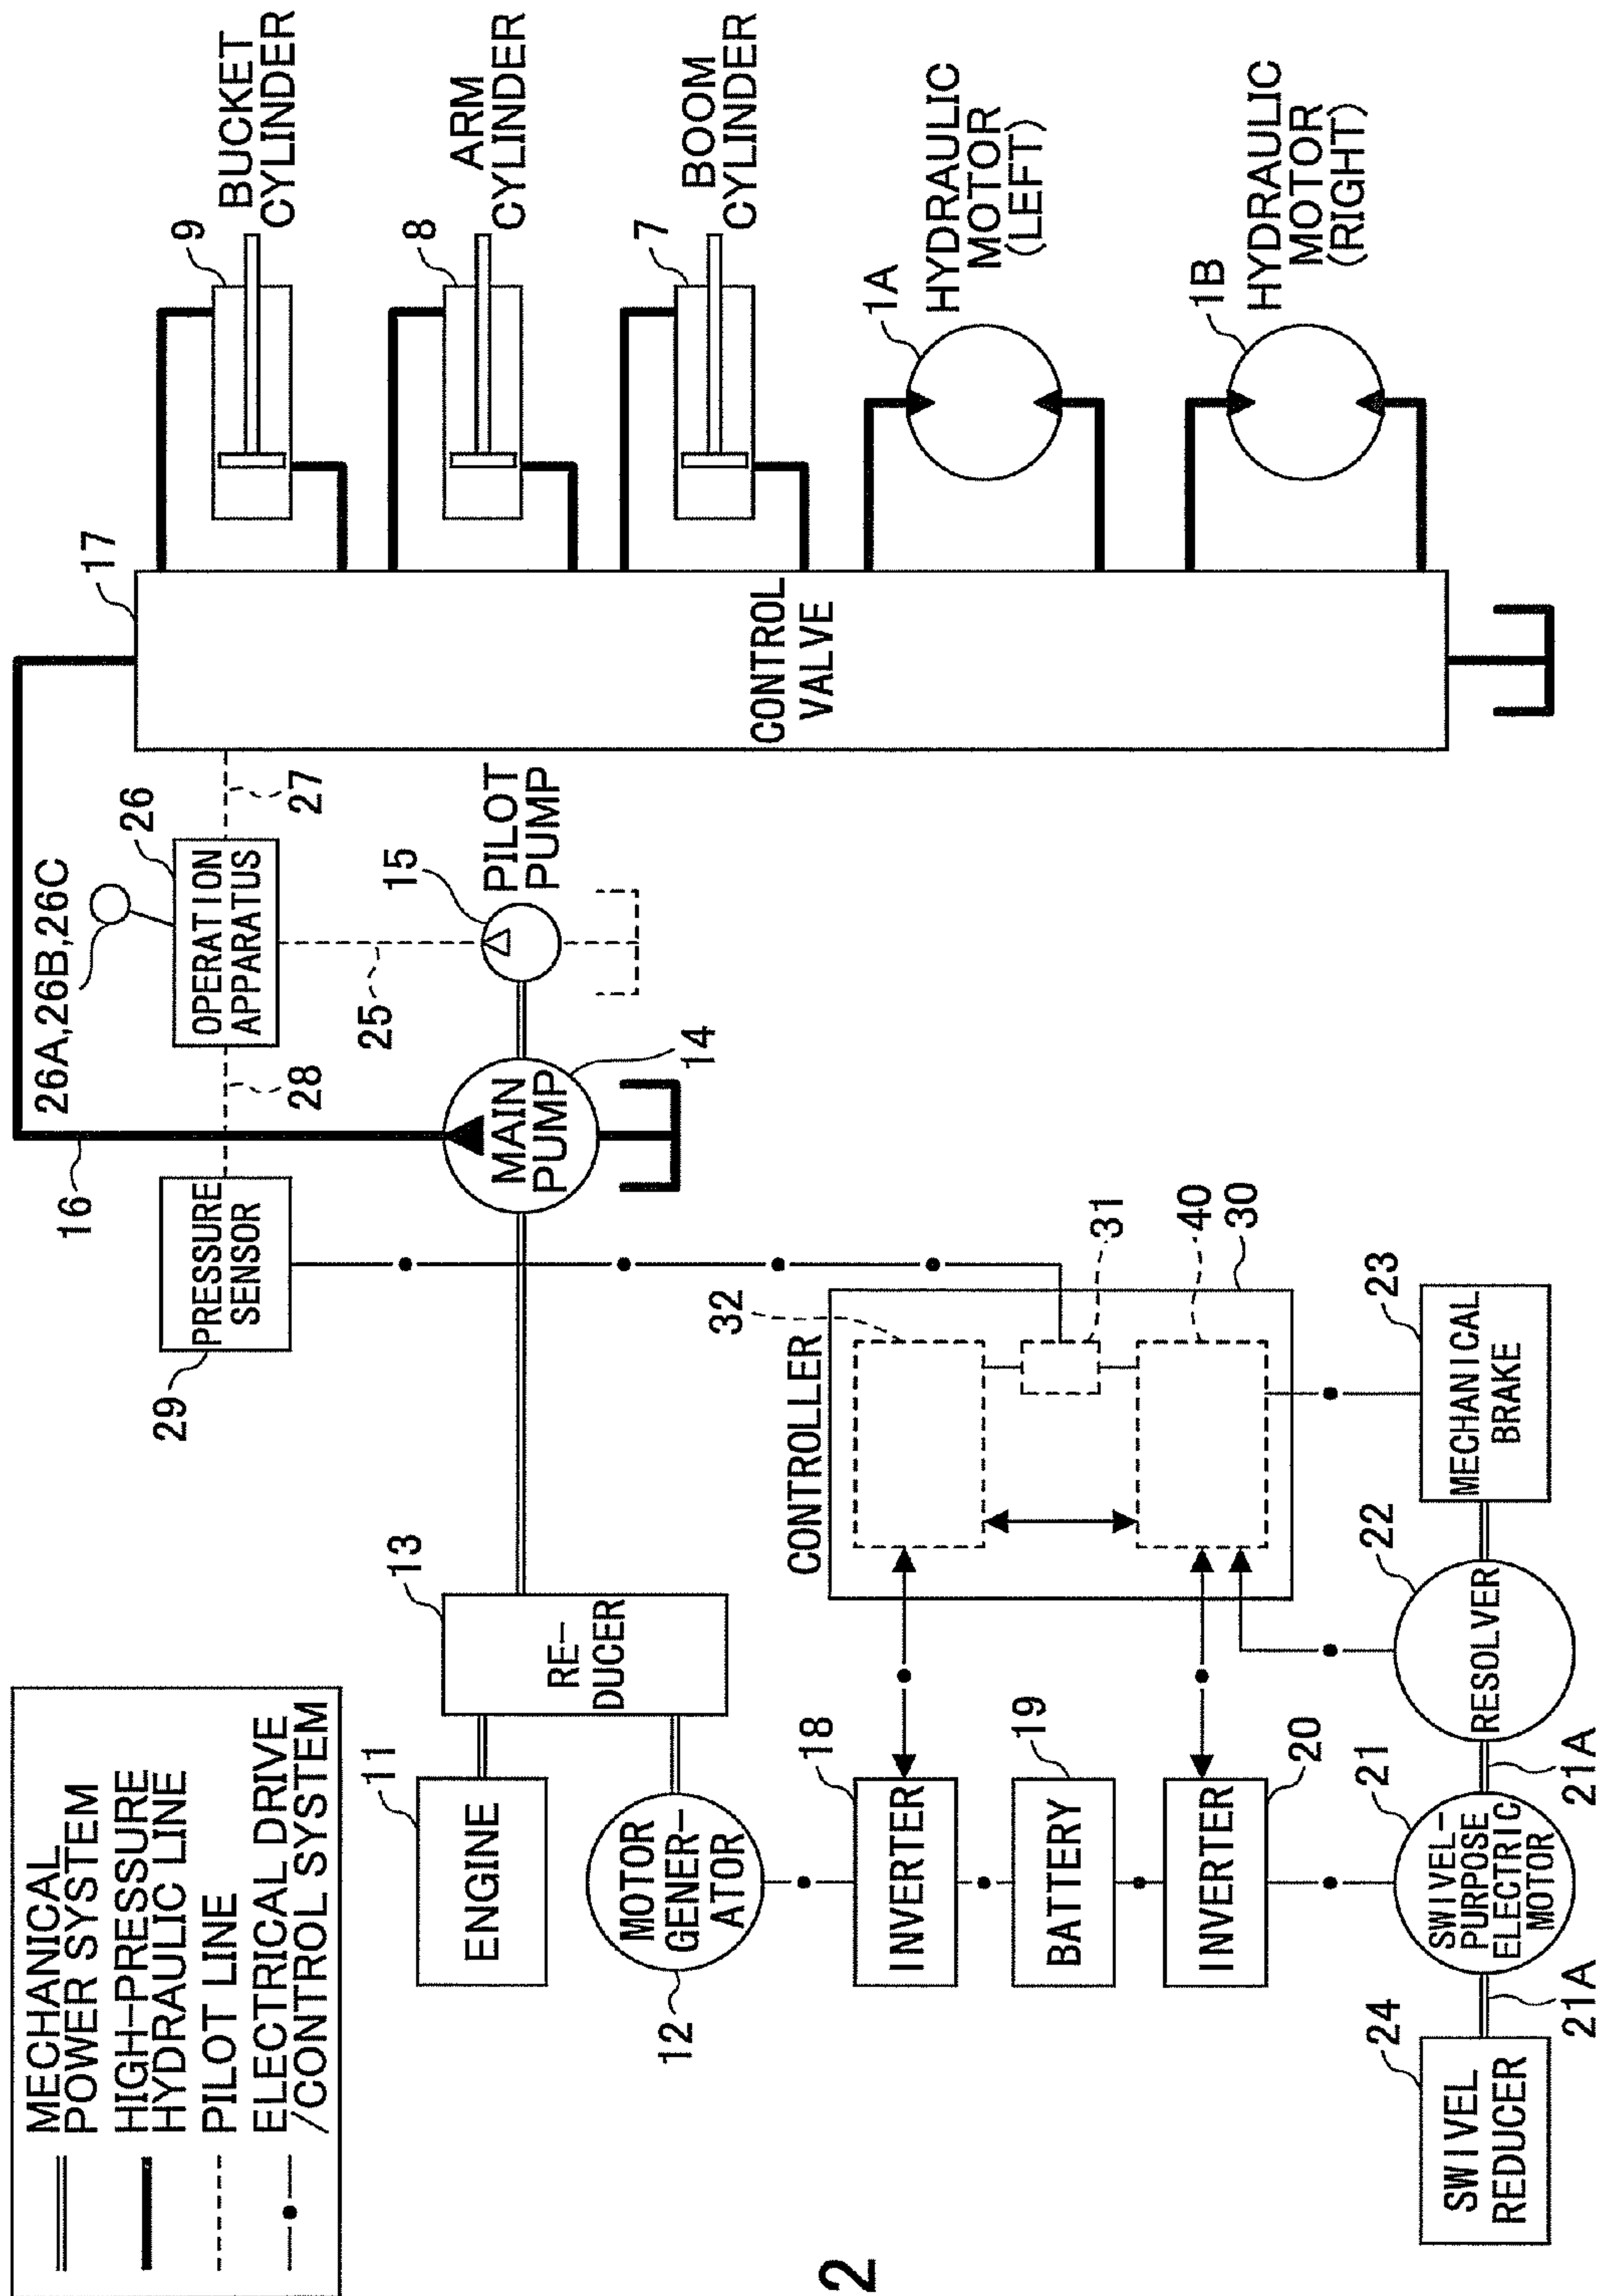 MECHANICAL
POWER SYSTEM
HIGH-PRESSURE
HYDRAULIC LINE
PILOT LINE
ELECTRICAL DRIVE
/CONTROL SYSTEM
26A,26B,26C
16
29
PRESSURE
SENSOR
28
OPERATION
APPARATUS
26
27
17
25
15
PILOT
PUMP
MAIN
PUMP
14
11
ENGINE
13
RE-
DUCER
MOTOR
GENER-
ATOR
12
CONTROL
VALVE
9
BUCKET
CYLINDER
8
ARM
CYLINDER
7
BOOM
CYLINDER
1A
HYDRAULIC
MOTOR
(LEFT)
1B
HYDRAULIC
MOTOR
(RIGHT)
CONTROLLER
32
31
40
30
18
INVERTER
19
BATTERY
INVERTER
20
24
SWIVEL
REDUCER
21A
21
SWIVEL-
PURPOSE
ELECTRIC
MOTOR
21A
22
RESOLVER
23
MECHANICAL
BRAKE
2